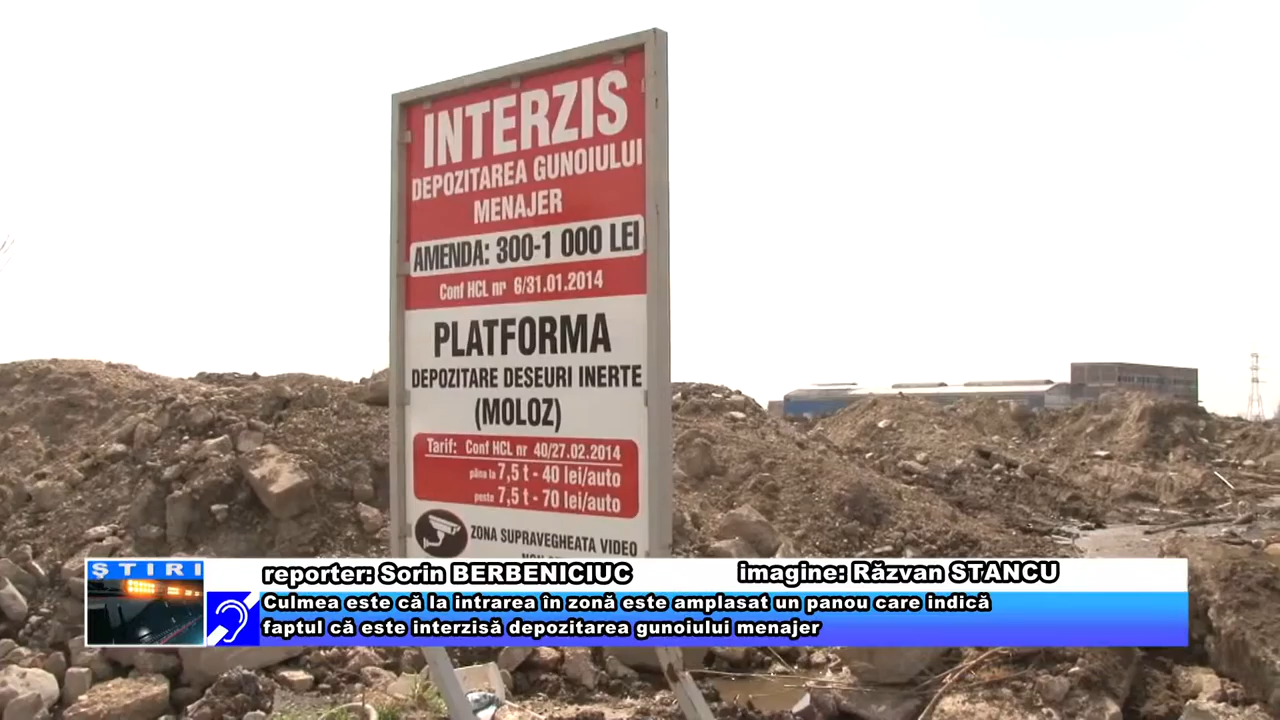 INTERZIS
DEPOZITAREA GUNOIULUI
MENAJER
AMENDA: 300-1 000 LEI
Conf HCL nr 6/31.01.2014
PLATFORMA
DEPOZITARE DESEURI INERTE
(MOLOZ)
Tarif: Conf HCL nr 40/27.02.2014
pâna la 7,5 t - 40 lei/auto
peste 7,5 t - 70 lei/auto
ZONA SUPRAVEGHEATA VIDEO
ŞTIRI
reporter: Sorin BERBENICIUC imagine: Răzvan STANCU
Culmea este că la intrarea în zonă este amplasat un panou care indică
faptul că este interzisă depozitarea gunoiului menajer